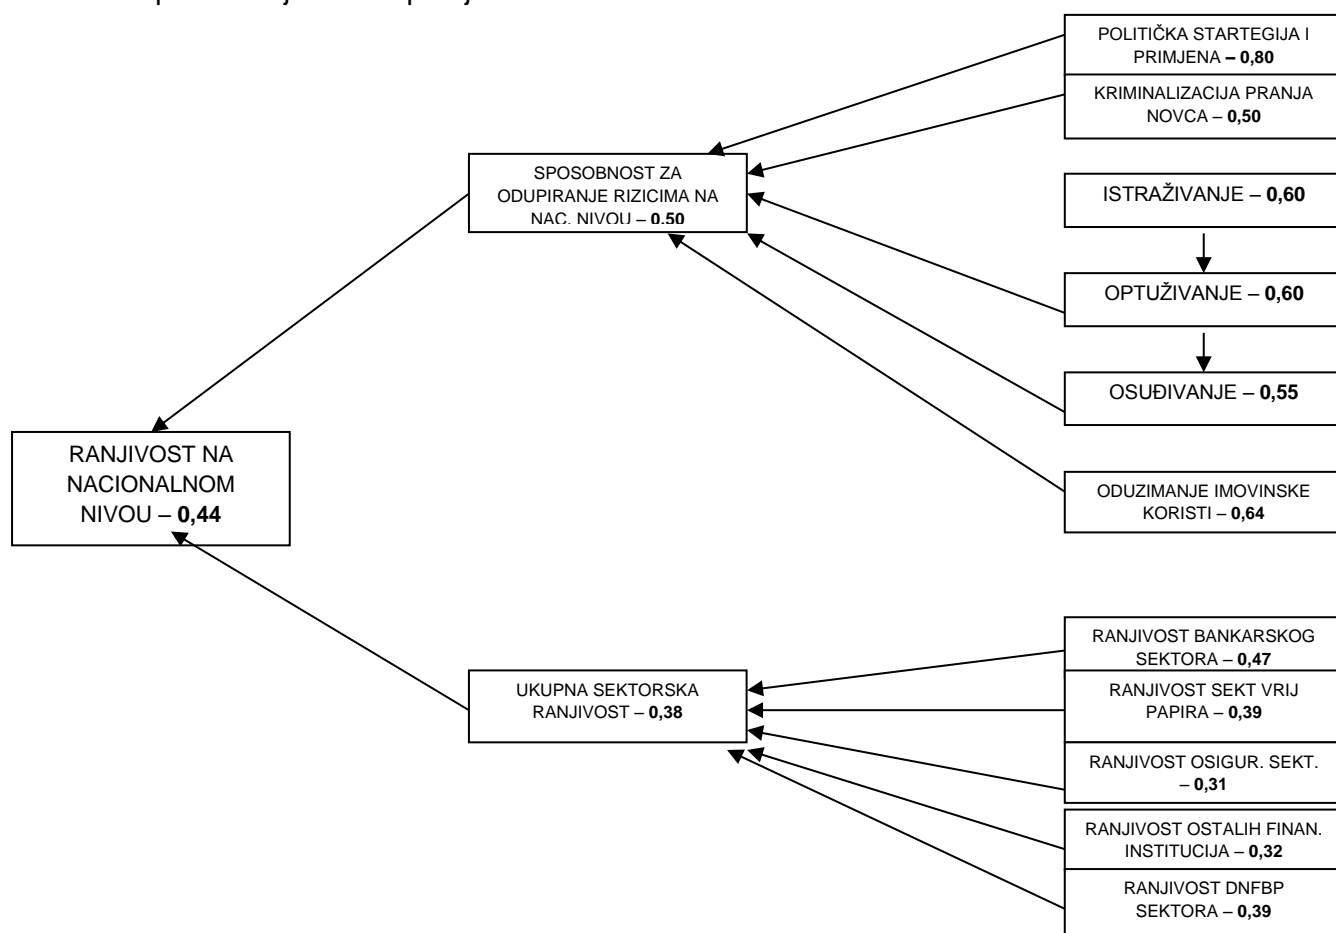 POLITIČKA STARTEGIJA I
PRIMJENA – 0,80
KRIMINALIZACIJA PRANJA
NOVCA – 0,50
SPOSOBNOST ZA
ODUPIRANJE RIZICIMA NA
NAC. NIVOU – 0.50
ISTRAŽIVANJE – 0,60
OPTUŽIVANJE – 0,60
OSUĐIVANJE – 0,55
RANJIVOST NA
NACIONALNOM
NIVOU – 0,44
ODUZIMANJE IMOVINSKE
KORISTI – 0,64
RANJIVOST BANKARSKOG
SEKTORA – 0,47
UKUPNA SEKTORSKA
RANJIVOST – 0,38
RANJIVOST SEKT VRIJ
PAPIRA – 0,39
RANJIVOST OSIGUR. SEKT.
– 0,31
RANJIVOST OSTALIH FINAN.
INSTITUCIJA – 0,32
RANJIVOST DNFBP
SEKTORA – 0,39